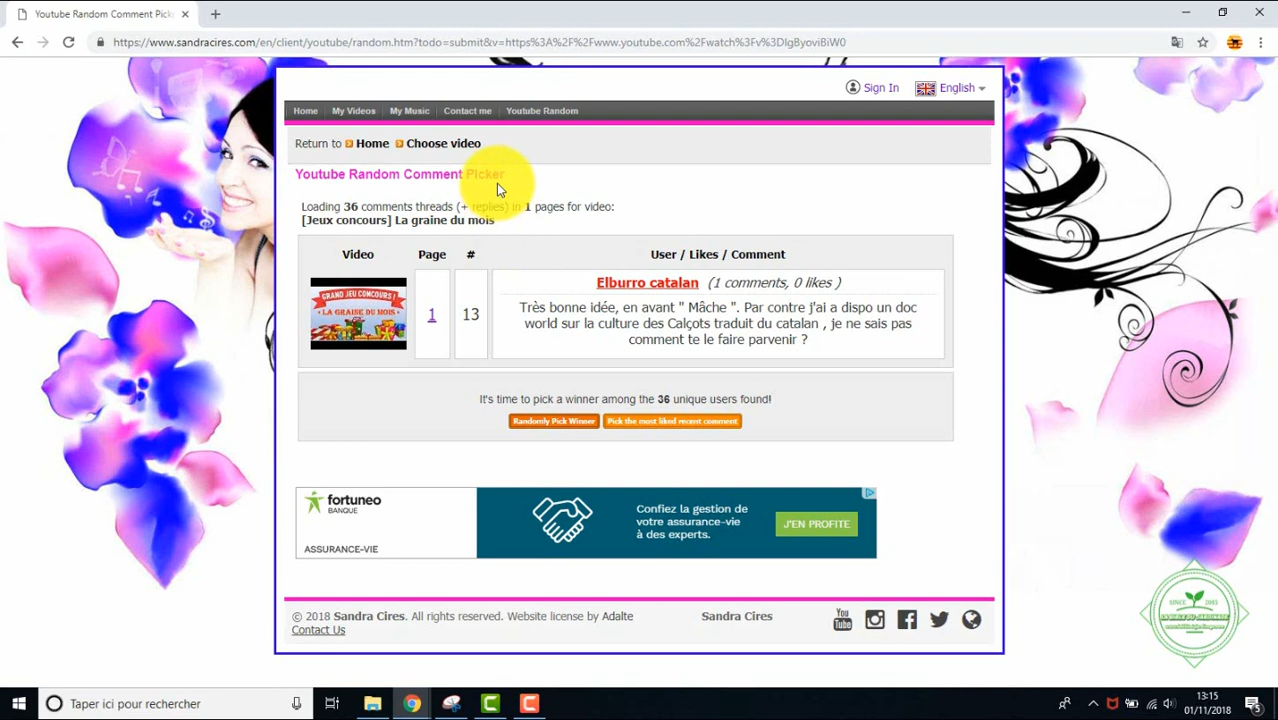 Youtube Random Comment Pick
https://www.sandracires.com/en/client/youtube/random.htm?todo=submit&v=https%3A%2F%2Fwww.youtube.com%2Fwatch%3Fv%3DIgByoviBiW0
Sign In English
Home My Videos My Music Contact me Youtube Random
Return to Home Choose video
Youtube Random Comment Picker
Loading 36 comments threads (+ replies) in 1 pages for video:
[Jeux concours] La graine du mois
Video Page # User / Likes / Comment
GRAND JEU CONCOURS !
LA GRAINE DU MOIS
1 13
Elburro catalan (1 comments, 0 likes )
Très bonne idée, en avant " Mâche ". Par contre j'ai a dispo un doc
world sur la culture des Calçots traduit du catalan , je ne sais pas
comment te le faire parvenir ?
It's time to pick a winner among the 36 unique users found!
Randomly Pick Winner Pick the most liked recent comment
fortuneo
BANQUE
ASSURANCE-VIE
Confiez la gestion de
votre assurance-vie
à des experts.
J'EN PROFITE
© 2018 Sandra Cires. All rights reserved. Website license by Adalte
Contact Us
Sandra Cires
You
Tube
SINCE 2005
Taper ici pour rechercher
13:15
01/11/2018
5